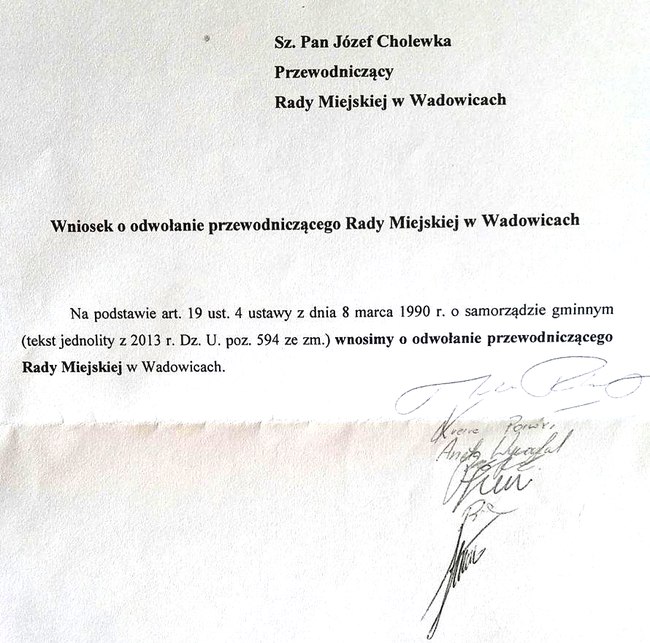 Sz. Pan Józef Cholewka
Przewodniczący
Rady Miejskiej w Wadowicach
Wniosek o odwołanie przewodniczącego Rady Miejskiej w Wadowicach
Na podstawie art. 19 ust. 4 ustawy z dnia 8 marca 1990 r. o samorządzie gminnym
(tekst jednolity z 2013 r. Dz. U. poz. 594 ze zm.) wnosimy o odwołanie przewodniczącego
Rady Miejskiej w Wadowicach.